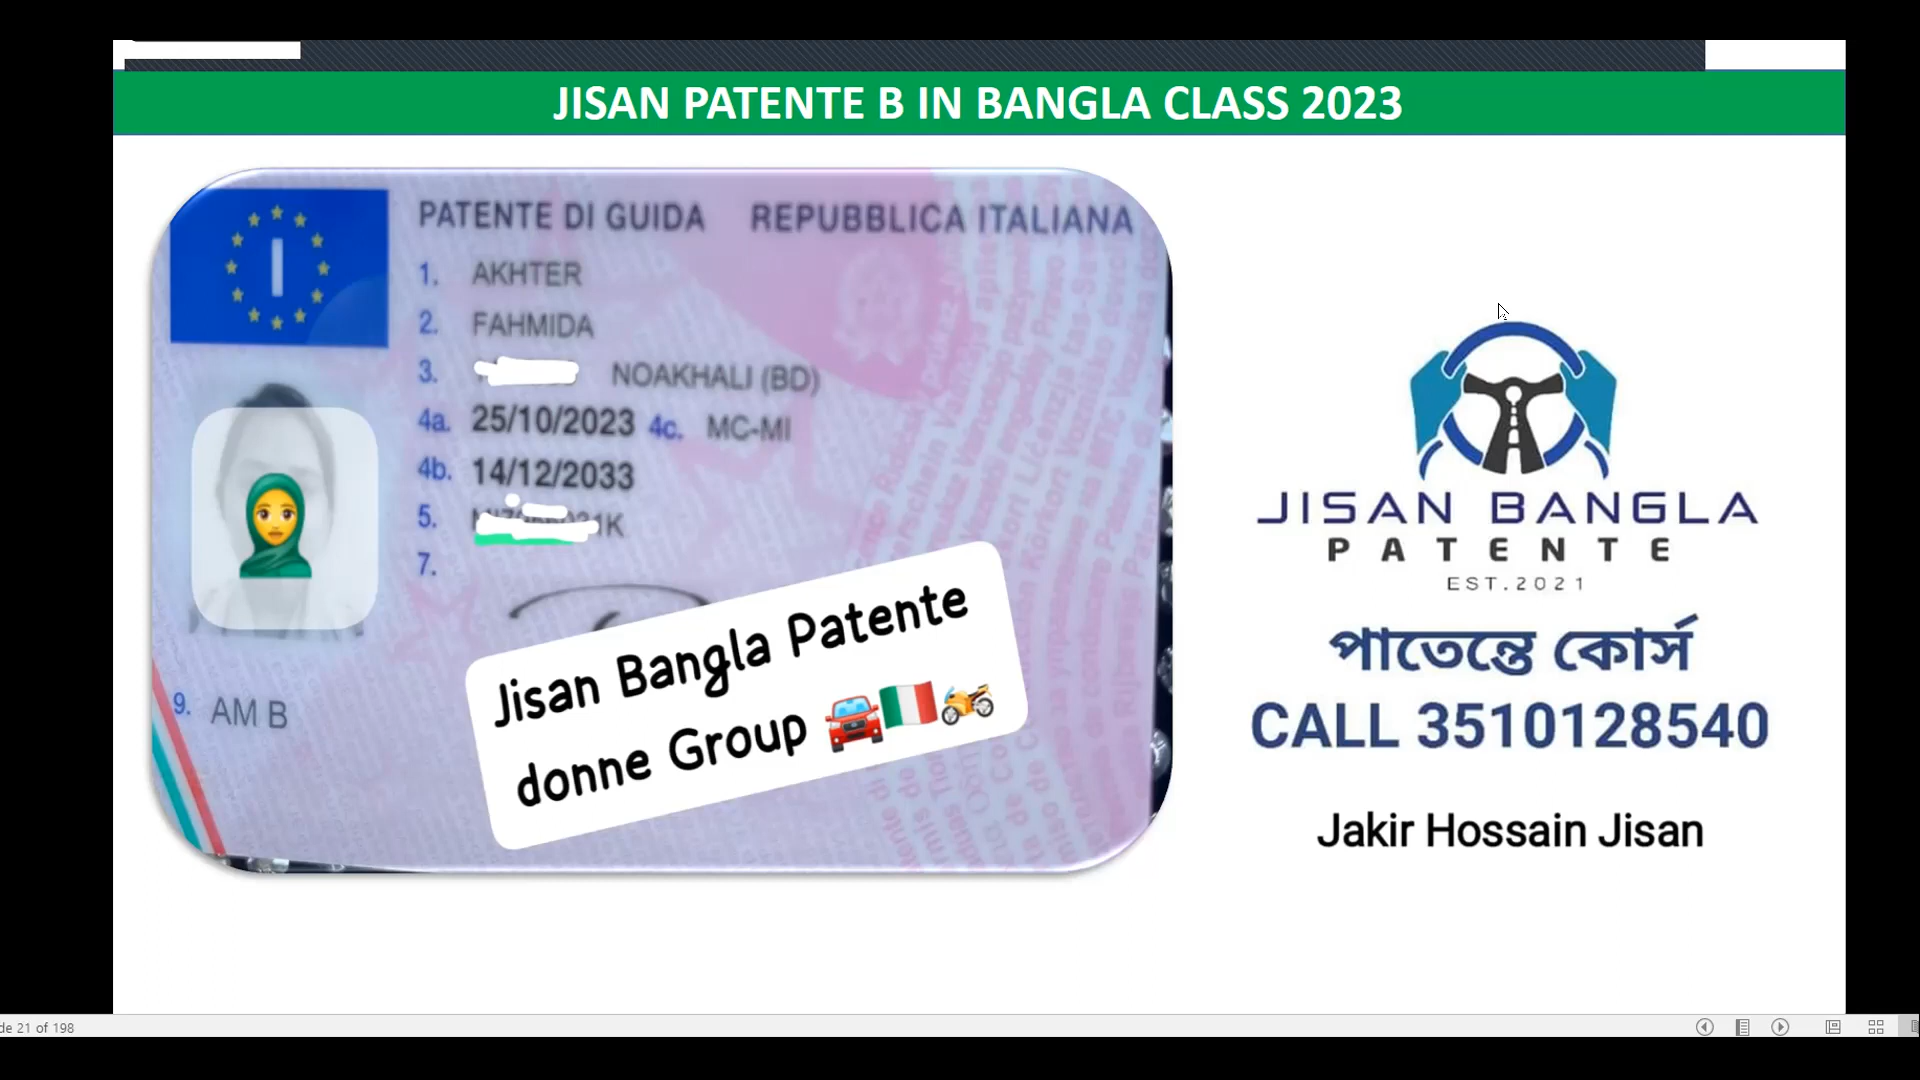 JISAN PATENTE B IN BANGLA CLASS 2023
PATENTE DI GUIDA REPUBBLICA ITALIANA
1. AKHTER
2. FAHMIDA
3. NOAKHALI (BD)
4a. 25/10/2023 4c. MC-MI
4b. 14/12/2033
5.
7.
9. AM B
Jisan Bangla Patente
donne Group
JISAN BANGLA
PATENTE
EST.2021
পাতেন্তে কোর্স
CALL 3510128540
Jakir Hossain Jisan
de 21 of 198